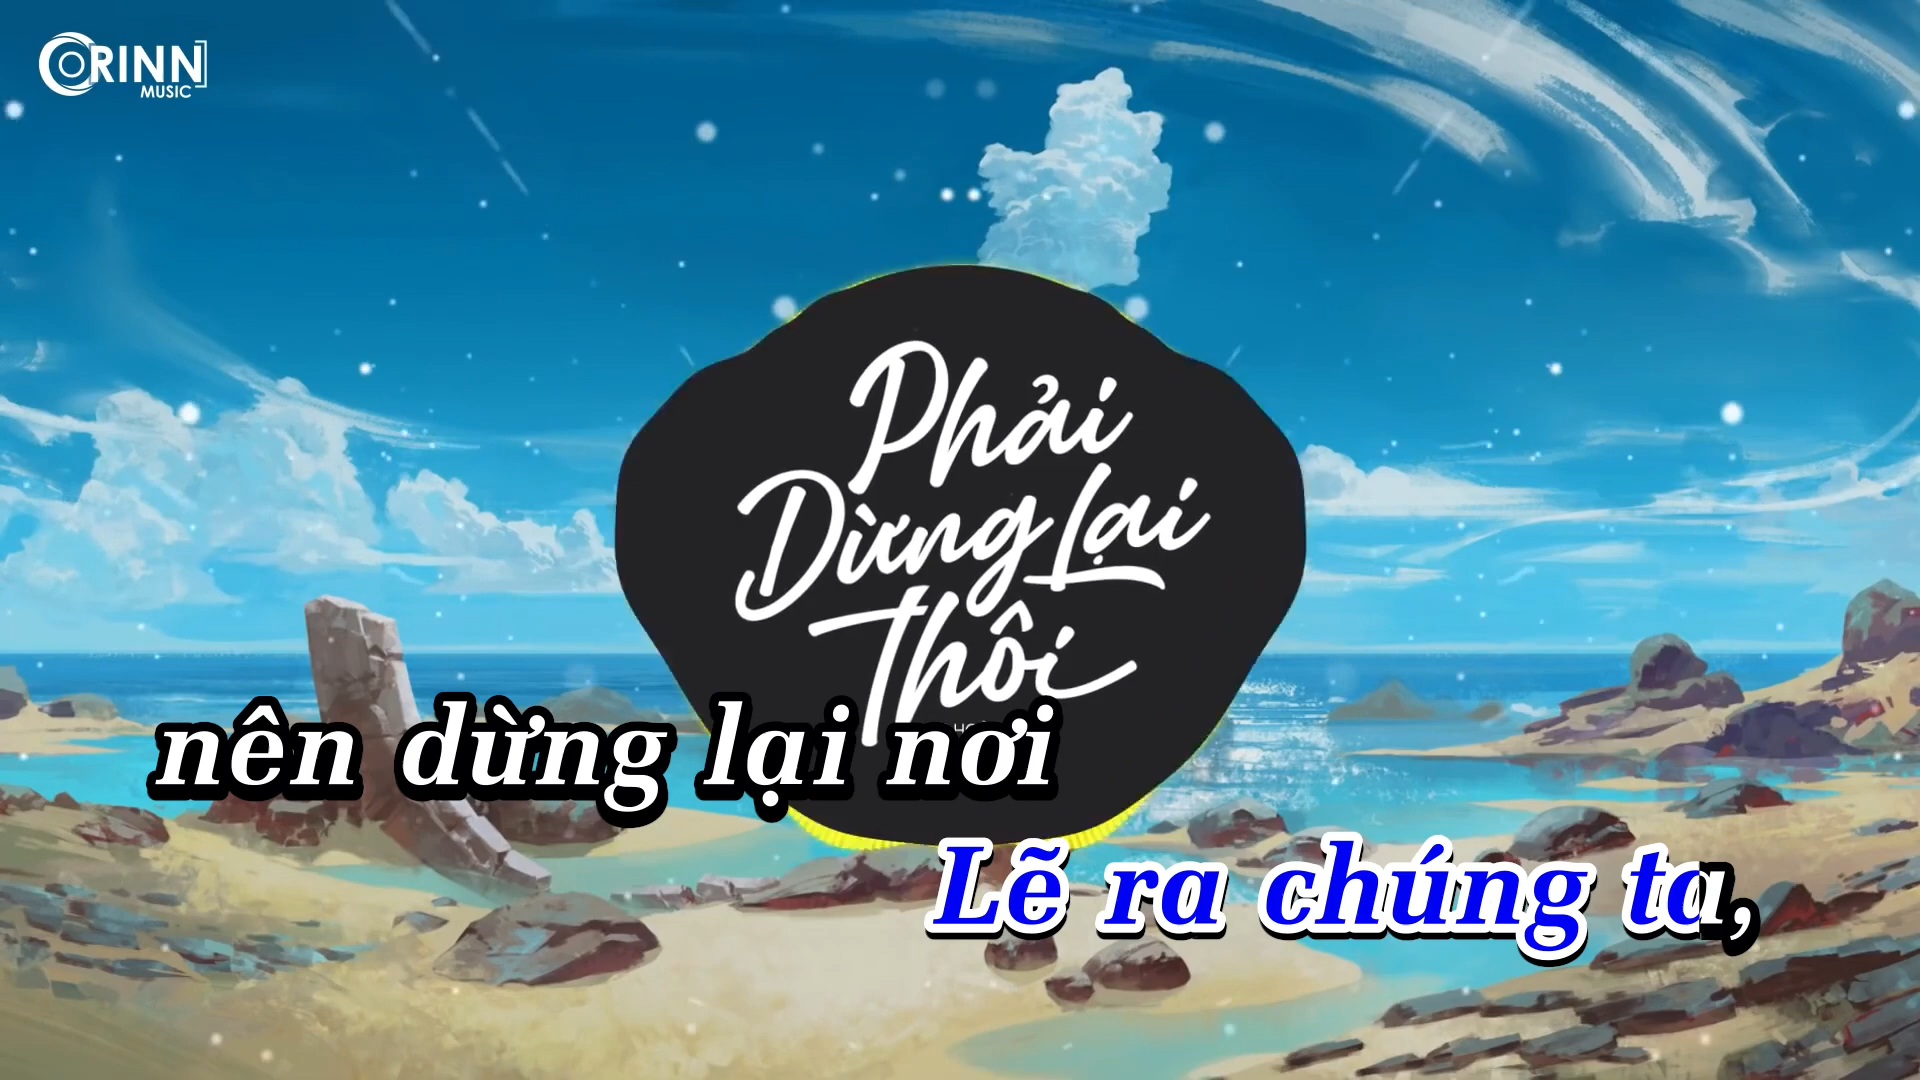 ORINN
MUSIC
Phải
Dừng Lại
Thôi
nên dừng lại nơi
Lẽ ra chúng ta,